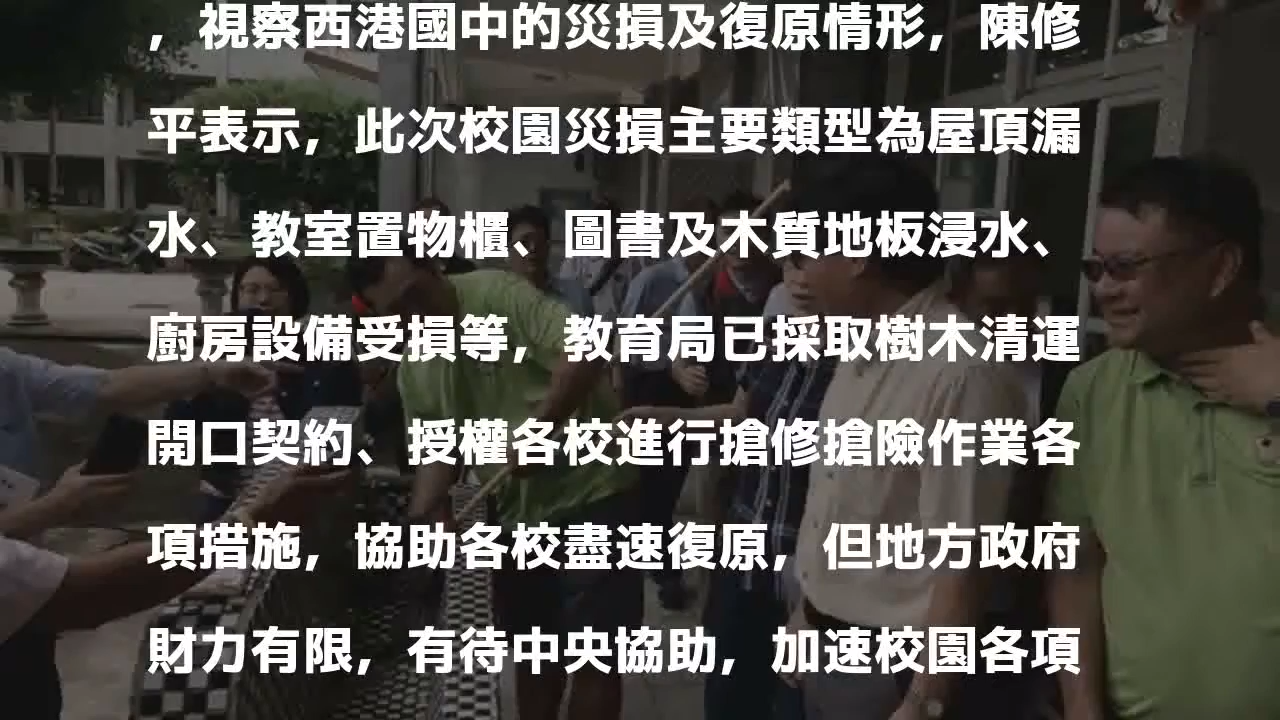 ，視察西港國中的災損及復原情形，陳修
平表示，此次校園災損主要類型為屋頂漏
水、教室置物櫃、圖書及木質地板浸水、
廚房設備受損等，教育局已採取樹木清運
開口契約、授權各校進行搶修搶險作業各
項措施，協助各校盡速復原，但地方政府
財力有限，有待中央協助，加速校園各項